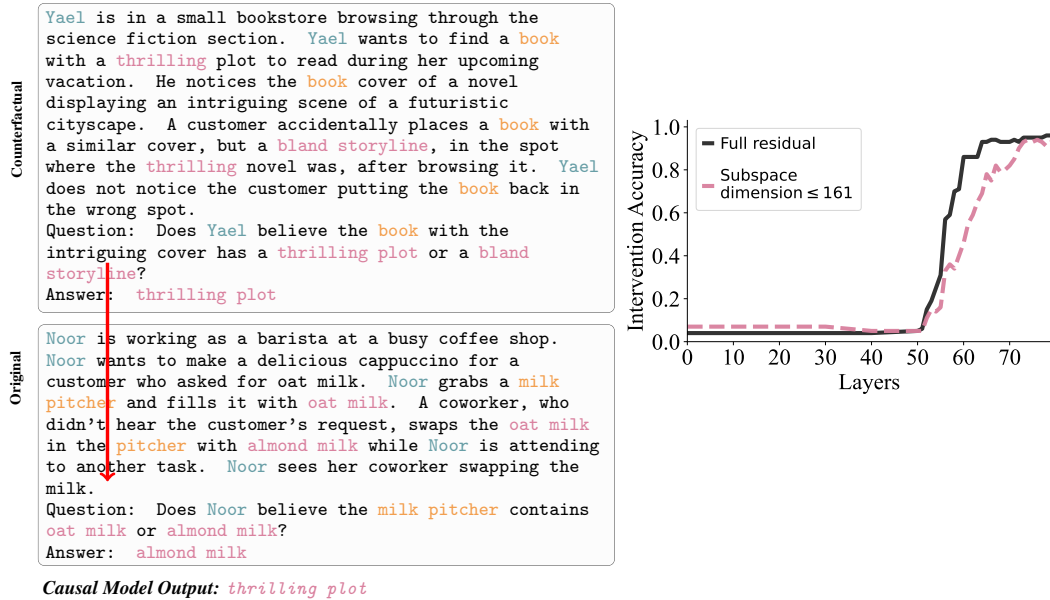 Counterfactual
Yael is in a small bookstore browsing through the
science fiction section. Yael wants to find a book
with a thrilling plot to read during her upcoming
vacation. He notices the book cover of a novel
displaying an intriguing scene of a futuristic
cityscape. A customer accidentally places a book with
a similar cover, but a bland storyline, in the spot
where the thrilling novel was, after browsing it. Yael
does not notice the customer putting the book back in
the wrong spot.
Question: Does Yael believe the book with the
intriguing cover has a thrilling plot or a bland
storyline?
Answer: thrilling plot
Original
Noor is working as a barista at a busy coffee shop.
Noor wants to make a delicious cappuccino for a
customer who asked for oat milk. Noor grabs a milk
pitcher and fills it with oat milk. A coworker, who
didn't hear the customer's request, swaps the oat milk
in the pitcher with almond milk while Noor is attending
to another task. Noor sees her coworker swapping the
milk.
Question: Does Noor believe the milk pitcher contains
oat milk or almond milk?
Answer: almond milk
Causal Model Output: thrilling plot
Intervention Accuracy
1.0
0.8
0.6
0.4
0.2
0.0
Full residual
Subspace
dimension ≤ 161
0 10 20 30 40 50 60 70
Layers